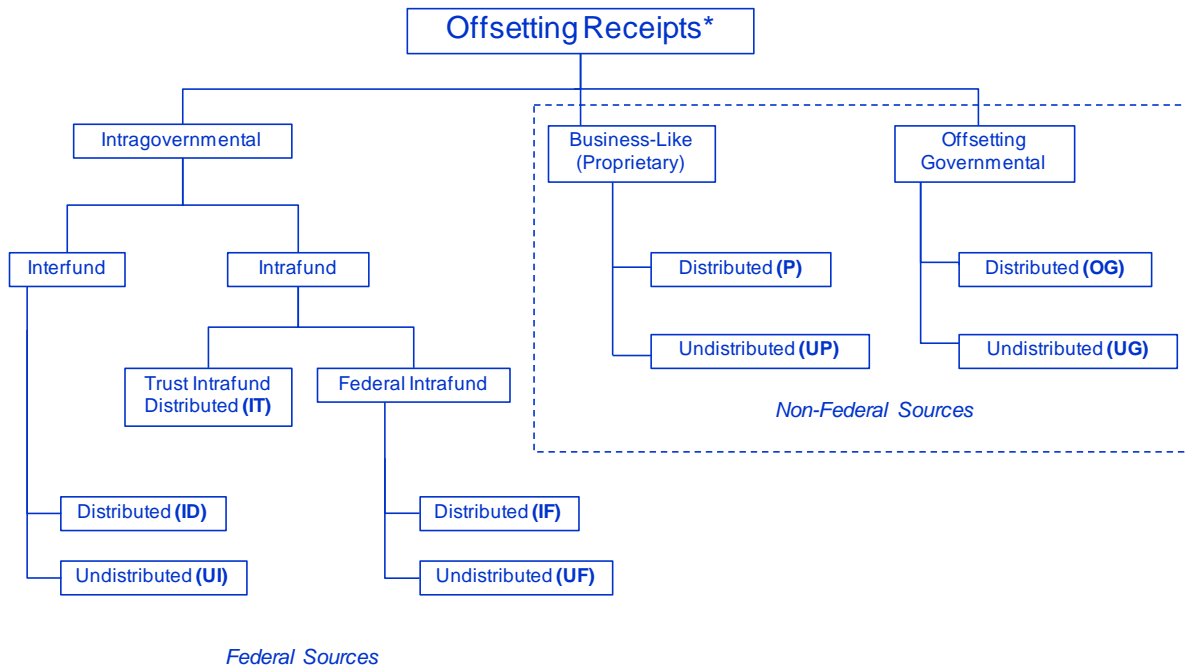 Offsetting Receipts*
Intragovernmental
Business-Like
(Proprietary)
Offsetting
Governmental
Interfund
Intrafund
Distributed (P)
Distributed (OG)
Undistributed (UP)
Undistributed (UG)
Trust Intrafund
Distributed (IT)
Federal Intrafund
Non-Federal Sources
Distributed (ID)
Distributed (IF)
Undistributed (UI)
Undistributed (UF)
Federal Sources